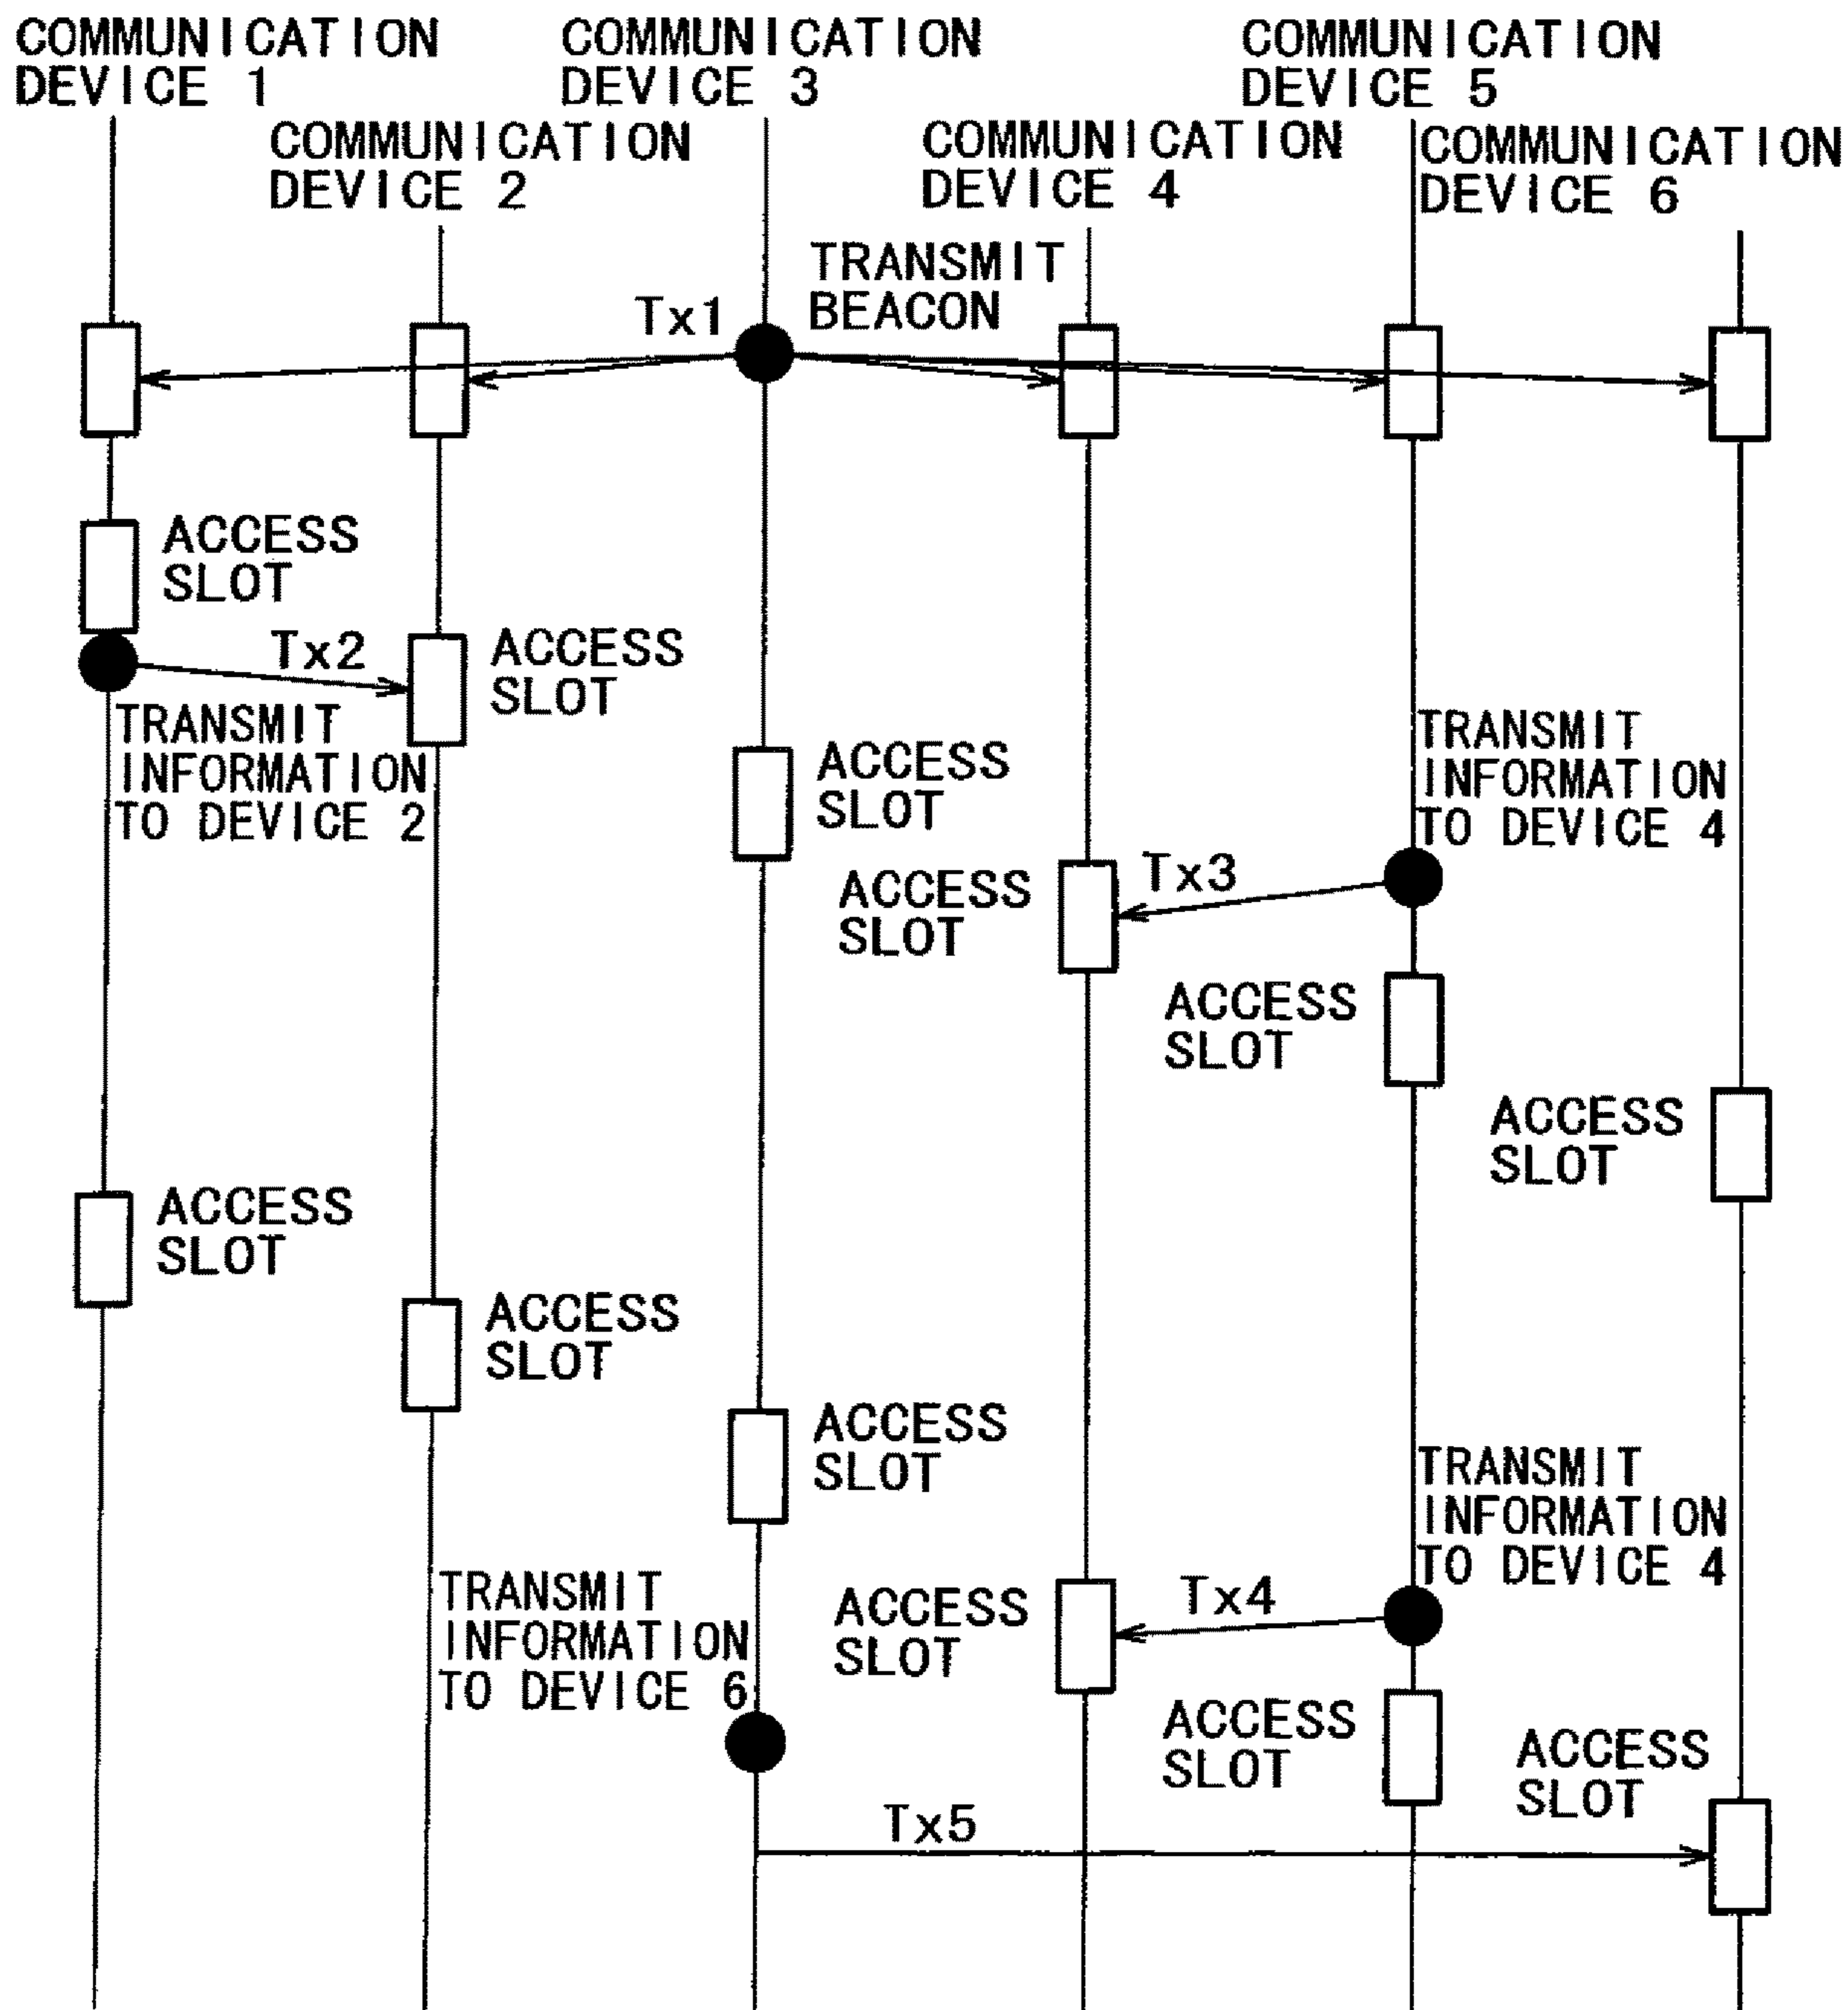 COMMUNICATION
DEVICE 1
COMMUNICATION
DEVICE 3
COMMUNICATION
DEVICE 5
COMMUNICATION
DEVICE 2
COMMUNICATION
DEVICE 4
COMMUNICATION
DEVICE 6
Tx1
TRANSMIT
BEACON
ACCESS
SLOT
Tx2
ACCESS
SLOT
TRANSMIT
INFORMATION
TO DEVICE 2
ACCESS
SLOT
TRANSMIT
INFORMATION
TO DEVICE 4
ACCESS
SLOT
Tx3
ACCESS
SLOT
ACCESS
SLOT
ACCESS
SLOT
ACCESS
SLOT
ACCESS
SLOT
TRANSMIT
INFORMATION
TO DEVICE 4
TRANSMIT
INFORMATION
TO DEVICE 6
ACCESS
SLOT
Tx4
ACCESS
SLOT
ACCESS
SLOT
Tx5